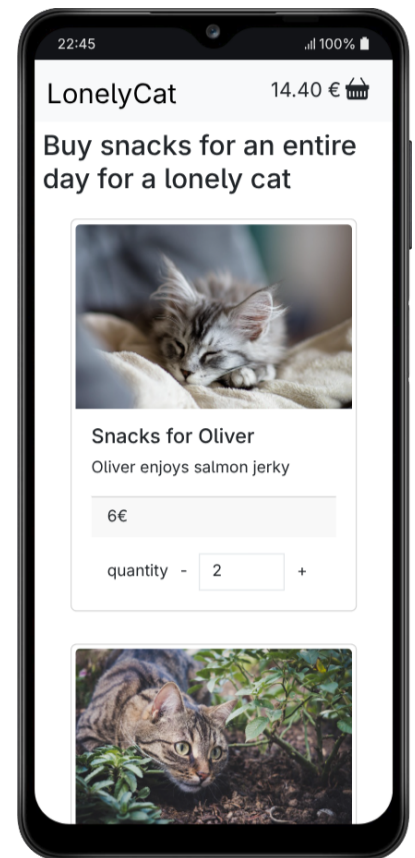 22:45
100%
LonelyCat
14.40 €
Buy snacks for an entire
day for a lonely cat
Snacks for Oliver
Oliver enjoys salmon jerky
6€
quantity - 2 +